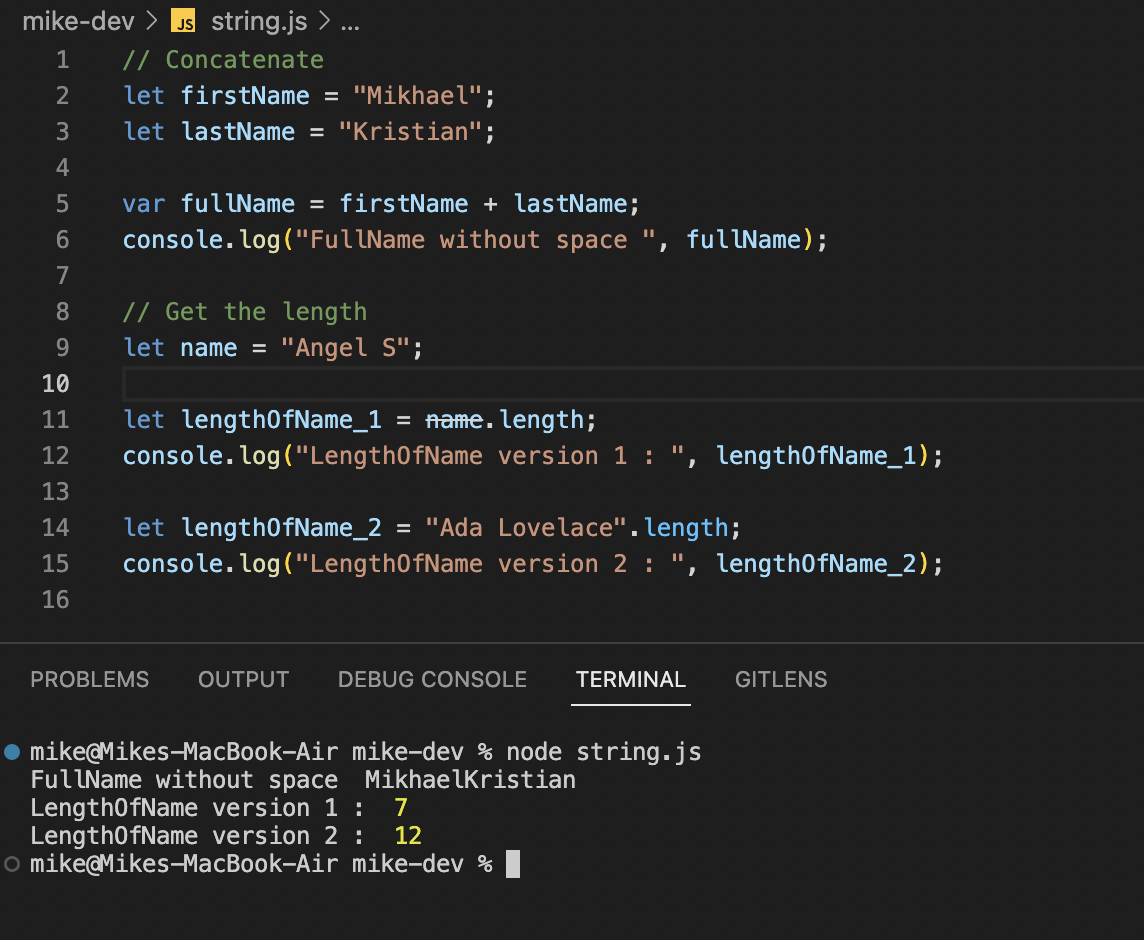 mike-dev > JS string.js > ...
1 // Concatenate
2 let firstName = "Mikhael";
3 let lastName = "Kristian";
4
5 var fullName = firstName + lastName;
6 console.log("FullName without space ", fullName);
7
8 // Get the length
9 let name = "Angel S";
10
11 let lengthOfName_1 = name.length;
12 console.log("LengthOfName version 1 : ", lengthOfName_1);
13
14 let lengthOfName_2 = "Ada Lovelace".length;
15 console.log("LengthOfName version 2 : ", lengthOfName_2);
16
PROBLEMS OUTPUT DEBUG CONSOLE TERMINAL GITLENS
mike@Mikes-MacBook-Air mike-dev % node string.js
FullName without space  MikhaelKristian
LengthOfName version 1 :  7
LengthOfName version 2 :  12
mike@Mikes-MacBook-Air mike-dev %